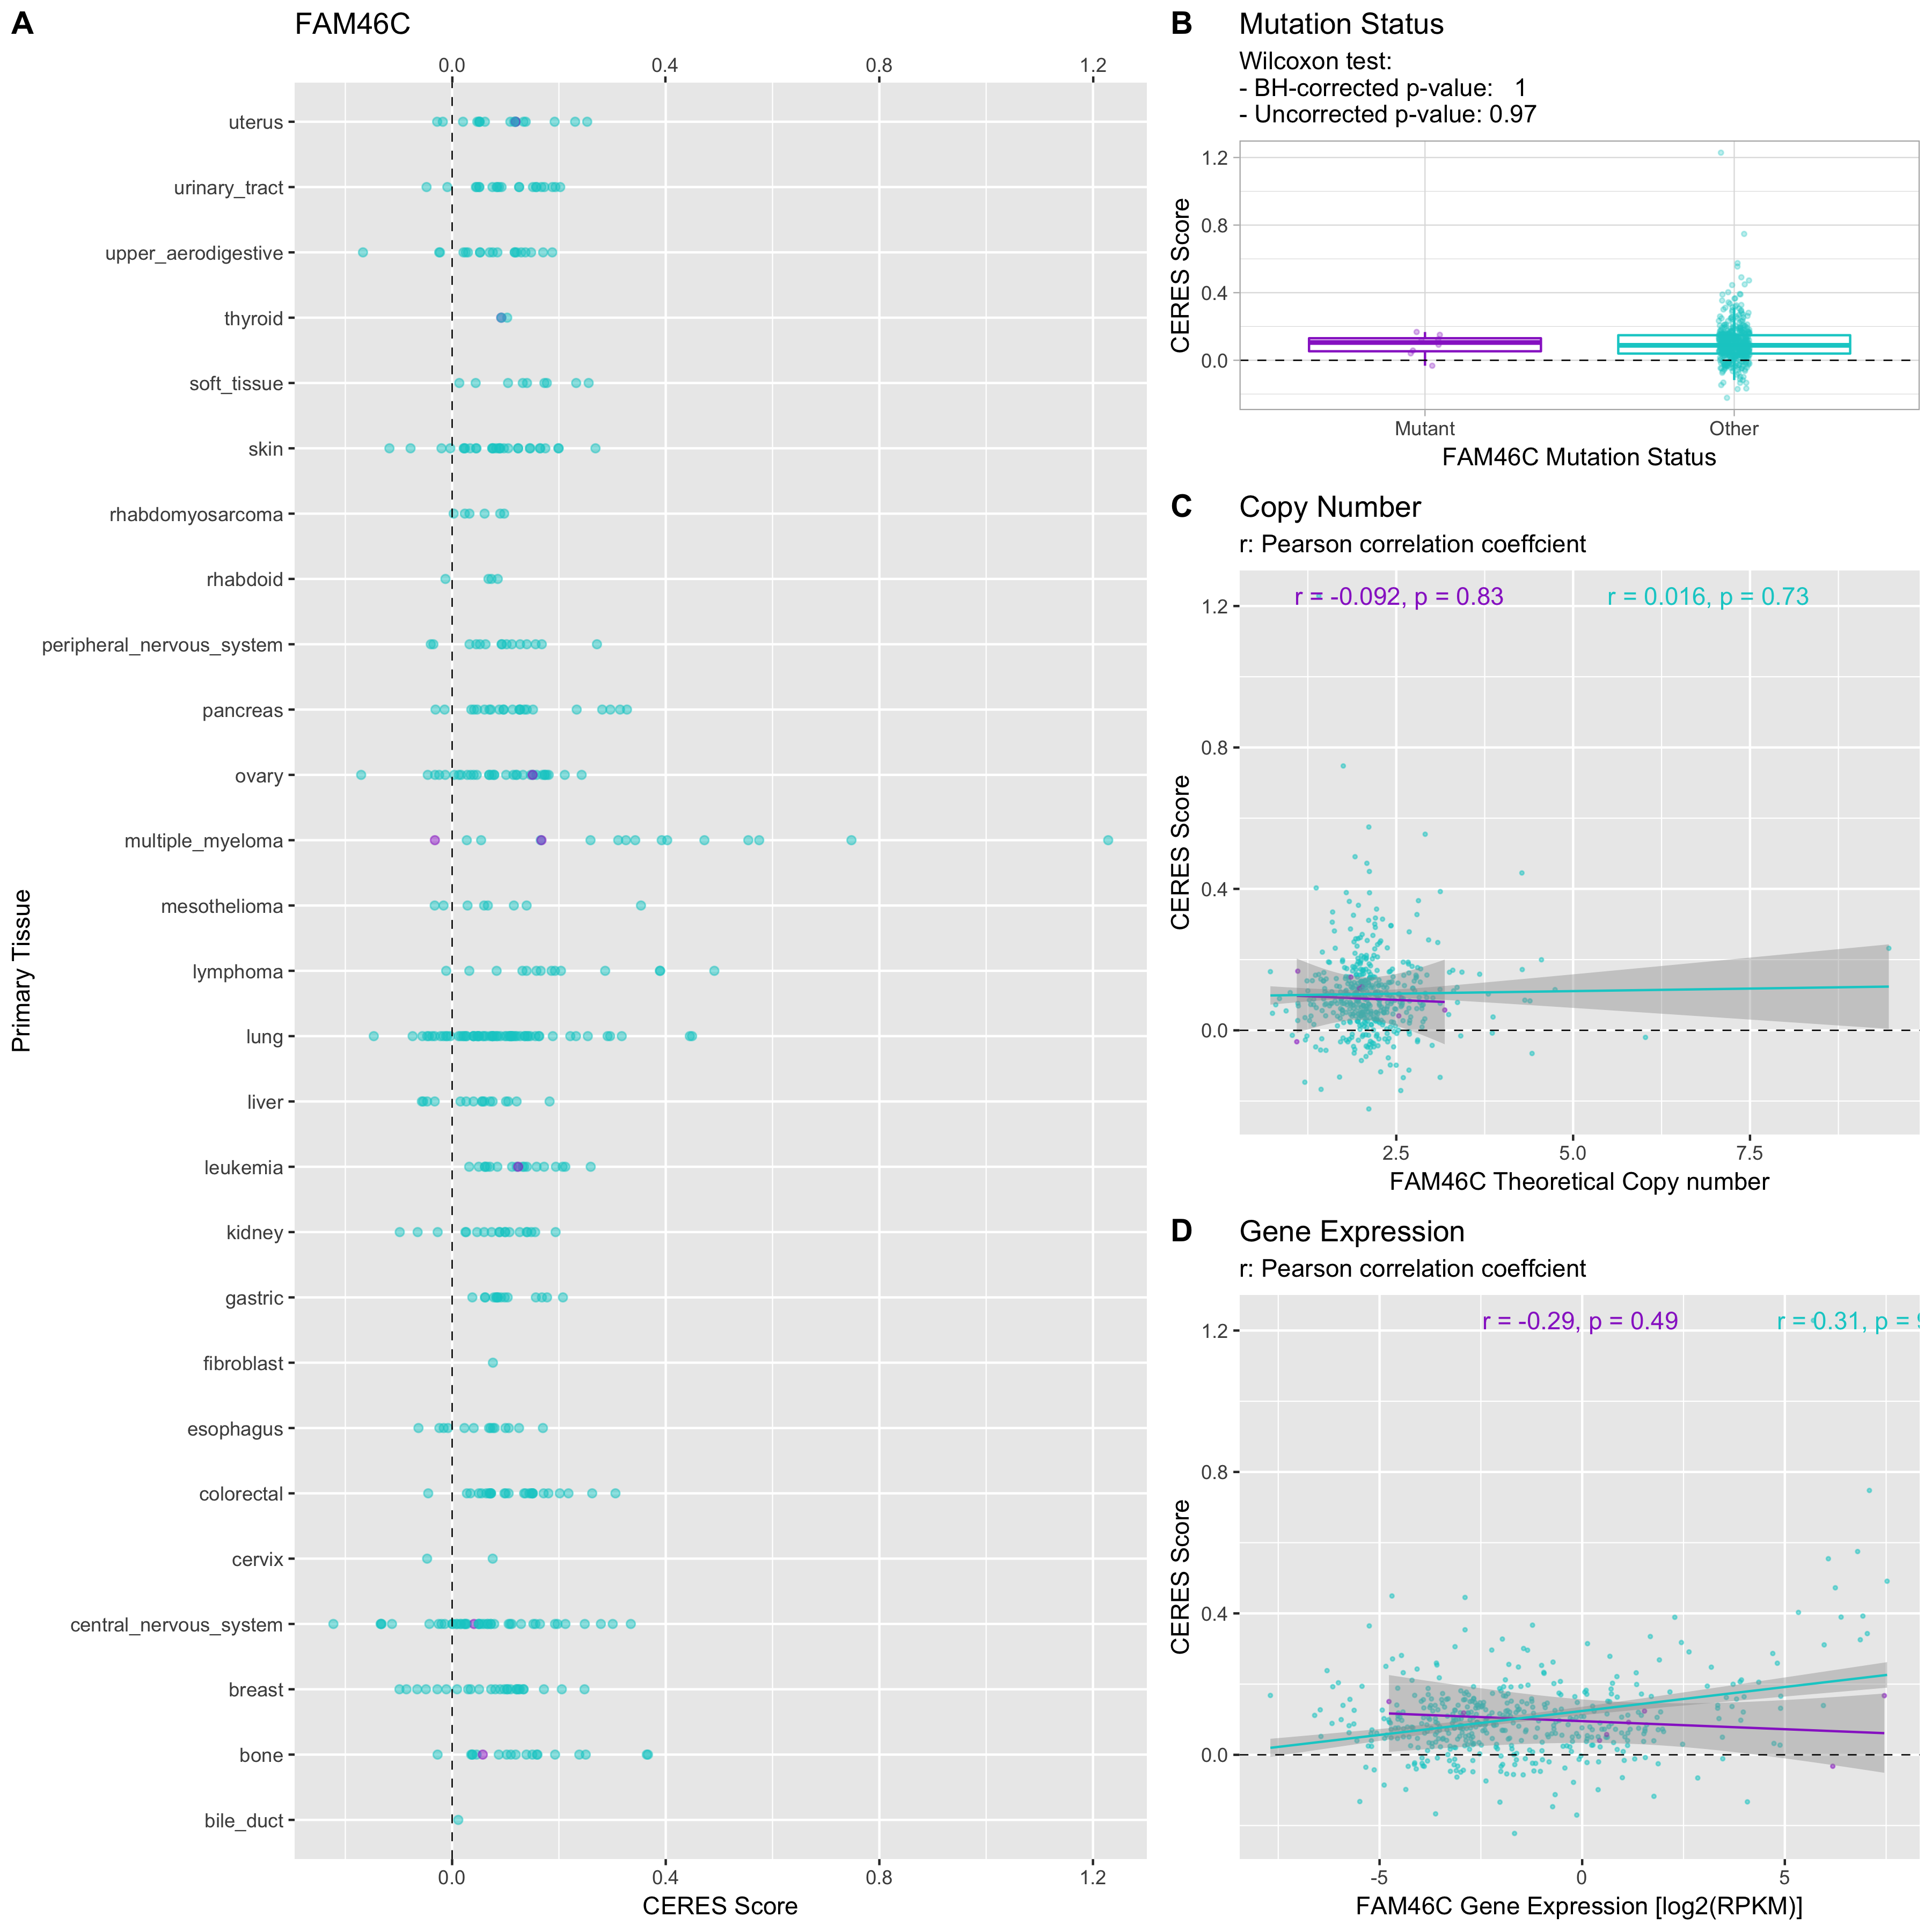 A
FAM46C
0.0 0.4 0.8 1.2
Primary Tissue
uterus
urinary_tract
upper_aerodigestive
thyroid
soft_tissue
skin
rhabdomyosarcoma
rhabdoid
peripheral_nervous_system
pancreas
ovary
multiple_myeloma
mesothelioma
lymphoma
lung
liver
leukemia
kidney
gastric
fibroblast
esophagus
colorectal
cervix
central_nervous_system
breast
bone
bile_duct
0.0 0.4 0.8 1.2
CERES Score
B Mutation Status
Wilcoxon test:
- BH-corrected p-value: 1
- Uncorrected p-value: 0.97
CERES Score
1.2
0.8
0.4
0.0
Mutant Other
FAM46C Mutation Status
C Copy Number
r: Pearson correlation coeffcient
r = -0.092, p = 0.83 r = 0.016, p = 0.73
CERES Score
1.2
0.8
0.4
0.0
2.5 5.0 7.5
FAM46C Theoretical Copy number
D Gene Expression
r: Pearson correlation coeffcient
r = -0.29, p = 0.49 r = 0.31, p =
CERES Score
1.2
0.8
0.4
0.0
-5 0 5
FAM46C Gene Expression [log2(RPKM)]